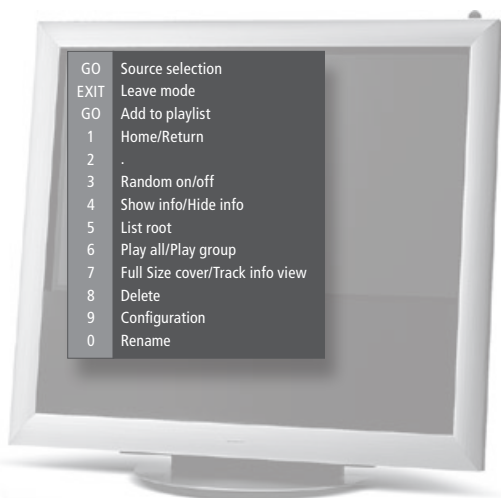 GO Source selection
EXIT Leave mode
GO Add to playlist
1 Home/Return
2 .
3 Random on/off
4 Show info/Hide info
5 List root
6 Play all/Play group
7 Full Size cover/Track info view
8 Delete
9 Configuration
0 Rename